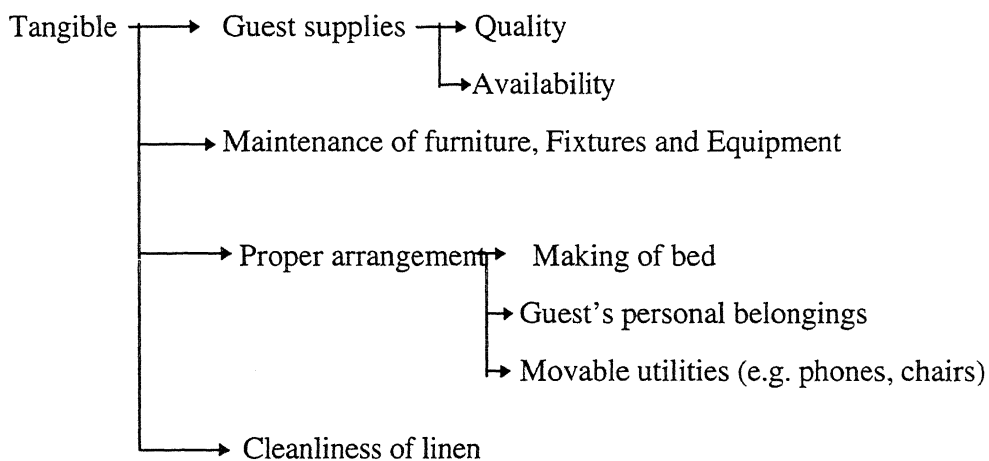 Tangible Guest supplies Quality
Availability
Maintenance of furniture, Fixtures and Equipment
Proper arrangement Making of bed
Guest's personal belongings
Movable utilities (e.g. phones, chairs)
Cleanliness of linen